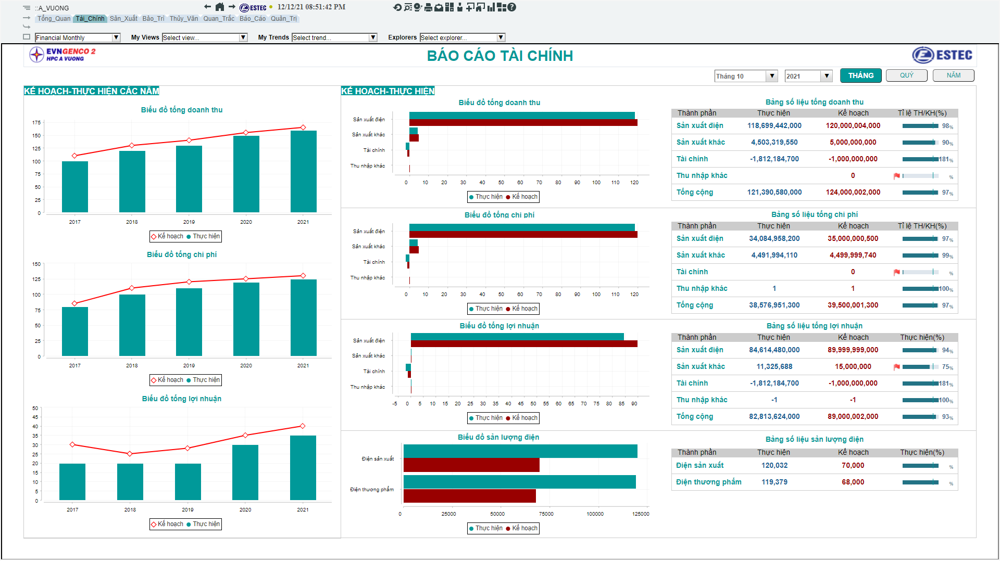 ::A_VUONG
ESTEC
12/12/21 08:51:42 PM
Tổng_Quan Tài_Chính Sản_Xuất Bảo_Trì Thủy_Văn Quan_Trắc Báo_Cáo Quản_Trị
Financial Monthly My Views Select view... My Trends Select trend... Explorers Select explorer...
EVNGENCO 2
HPC A VUONG
BÁO CÁO TÀI CHÍNH
ESTEC
Tháng 10 2021 THÁNG QUÝ NĂM
KẾ HOẠCH-THỰC HIỆN CÁC NĂM
Biểu đồ tổng doanh thu
175
150
125
100
75
50
25
0
2017 2018 2019 2020 2021
Kế hoạch Thực hiện
Biểu đồ tổng chi phí
150
125
100
75
50
25
0
2017 2018 2019 2020 2021
Kế hoạch Thực hiện
Biểu đồ tổng lợi nhuận
50
45
40
35
30
25
20
15
10
5
0
2017 2018 2019 2020 2021
Kế hoạch Thực hiện
KẾ HOẠCH-THỰC HIỆN
Biểu đồ tổng doanh thu
Sản xuất điện
Sản xuất khác
Tài chính
Thu nhập khác
0 10 20 30 40 50 60 70 80 90 100 110 120
Thực hiện Kế hoạch
Bảng số liệu tổng doanh thu
Thành phần Thực hiện Kế hoạch Tỉ lệ TH/KH(%)
Sản xuất điện 118,699,442,000 120,000,004,000 98%
Sản xuất khác 4,503,319,550 5,000,000,000 90%
Tài chính -1,812,184,700 -1,000,000,000 181%
Thu nhập khác 0 %
Tổng cộng 121,390,580,000 124,000,002,000 97%
Biểu đồ tổng chi phí
Sản xuất điện
Sản xuất khác
Tài chính
Thu nhập khác
0 10 20 30 40 50 60 70 80 90 100 110 120
Thực hiện Kế hoạch
Bảng số liệu tổng chi phí
Thành phần Thực hiện Kế hoạch Tỉ lệ TH/KH(%)
Sản xuất điện 34,084,958,200 35,000,000,500 97%
Sản xuất khác 4,491,994,110 4,499,999,740 99%
Tài chính 0 %
Thu nhập khác 1 1 100%
Tổng cộng 38,576,951,300 39,500,001,300 97%
Biểu đồ tổng lợi nhuận
Sản xuất điện
Sản xuất khác
Tài chính
Thu nhập khác
-5 0 5 10 15 20 25 30 35 40 45 50 55 60 65 70 75 80 85 90
Thực hiện Kế hoạch
Bảng số liệu tổng lợi nhuận
Thành phần Thực hiện Kế hoạch Thực hiện(%)
Sản xuất điện 84,614,480,000 89,999,999,000 94%
Sản xuất khác 11,325,688 15,000,000 75%
Tài chính -1,812,184,700 -1,000,000,000 181%
Thu nhập khác -1 -1 100%
Tổng cộng 82,813,624,000 89,000,002,000 93%
Biểu đồ sản lượng điện
Điện sản xuất
Điện thương phẩm
0 25000 50000 75000 100000 125000
Thực hiện Kế hoạch
Bảng số liệu sản lượng điện
Thành phần Thực hiện Kế hoạch Thực hiện(%)
Điện sản xuất 120,032 70,000 %
Điện thương phẩm 119,379 68,000 %